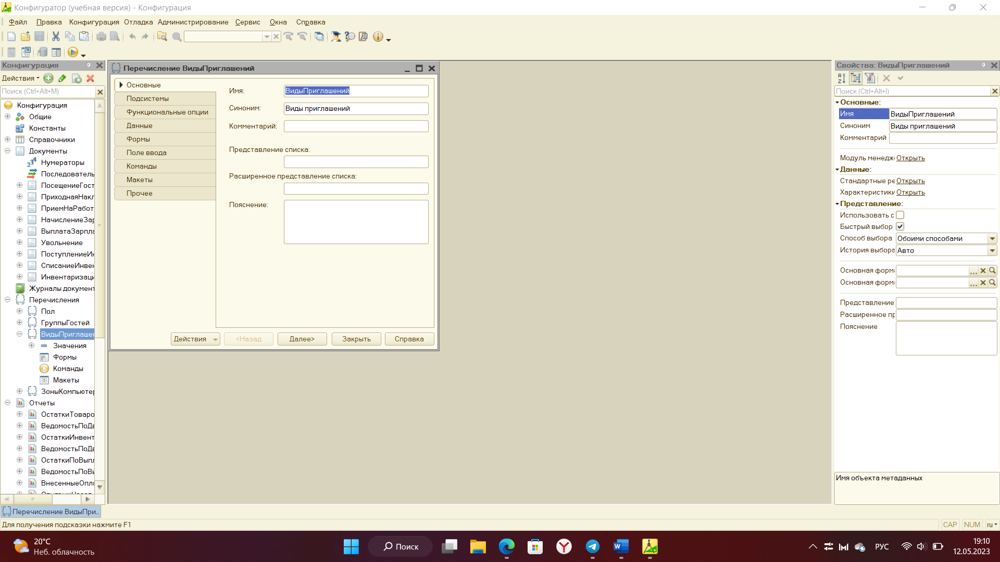 Конфигуратор (учебная версия) - Конфигурация
Файл Правка Конфигурация Отладка Администрирование Сервис Окна Справка
Конфигурация
Действия
Поиск (Ctrl+Alt+M)
Конфигурация
Общие
Константы
Справочники
Документы
Нумераторы
Последователь
ПосещениеГост
ПриходнаяНакл
ПриемНаРабот
НачислениеЗар
ВыплатаЗарпла
Увольнение
ПоступлениеИн
СписаниеИнвен
Инвентаризаци
Журналы документ
Перечисления
Пол
ГруппыГостей
ВидыПриглашен
Значения
Формы
Команды
Макеты
ЗоныКомпьютер
Отчеты
ОстаткиТоваро
ВедомостьПоДв
ОстаткиИнвент
ВедомостьПоДв
ОстаткиПоВыпл
ВедомостьПоВы
ВнесенныеОпла
Перечисление ВидыПриглашений
Основные
Подсистемы
Функциональные опции
Данные
Формы
Поле ввода
Команды
Макеты
Прочее
Имя: ВидыПриглашений
Синоним: Виды приглашений
Комментарий:
Представление списка:
Расширенное представление списка:
Пояснение:
Действия <Назад Далее> Закрыть Справка
Свойства: ВидыПриглашений
Поиск (Ctrl+Alt+I)
Основные:
Имя ВидыПриглашений
Синоним Виды приглашений
Комментарий
Модуль менедж Открыть
Данные:
Стандартные ре Открыть
Характеристики Открыть
Представление:
Использовать с
Быстрый выбор
Способ выбора Обоими способами
История выбора Авто
Основная форма
Основная форма
Представление
Расширенное пр
Пояснение
Имя объекта метаданных
Перечисление ВидыПри...
Для получения подсказки нажмите F1
CAP NUM ru
20°C
Неб. облачность
Поиск
РУС
19:10
12.05.2023